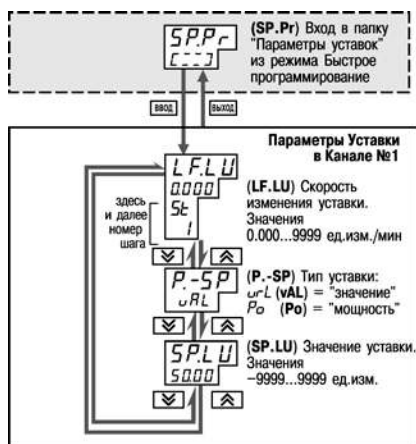 SP.Pr
[---]
(SP.Pr) Вход в папку
"Параметры уставок"
из режима Быстрое
программирование
ВВОД
ВЫХОД
Параметры Уставки
в Канале №1
LF.LU
0.000
St
1
здесь
и далее
номер
шага
(LF.LU) Скорость
изменения уставки.
Значения
0.000...9999 ед.изм./мин
P.-SP
vAL
(P.-SP) Тип уставки:
vrL (vAL) = "значение"
Po (Po) = "мощность"
SP.LU
50.00
(SP.LU) Значение уставки.
Значения
−9999...9999 ед.изм.